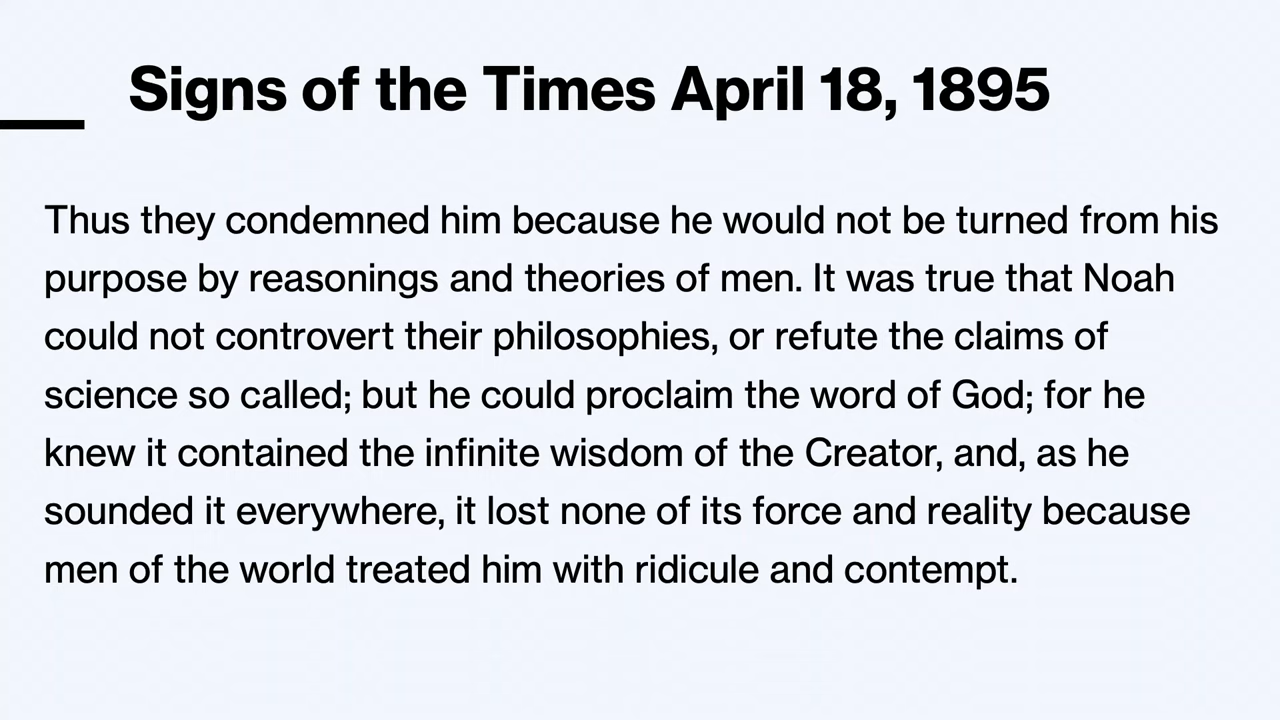 Signs of the Times April 18, 1895
Thus they condemned him because he would not be turned from his
purpose by reasonings and theories of men. It was true that Noah
could not controvert their philosophies, or refute the claims of
science so called; but he could proclaim the word of God; for he
knew it contained the infinite wisdom of the Creator, and, as he
sounded it everywhere, it lost none of its force and reality because
men of the world treated him with ridicule and contempt.